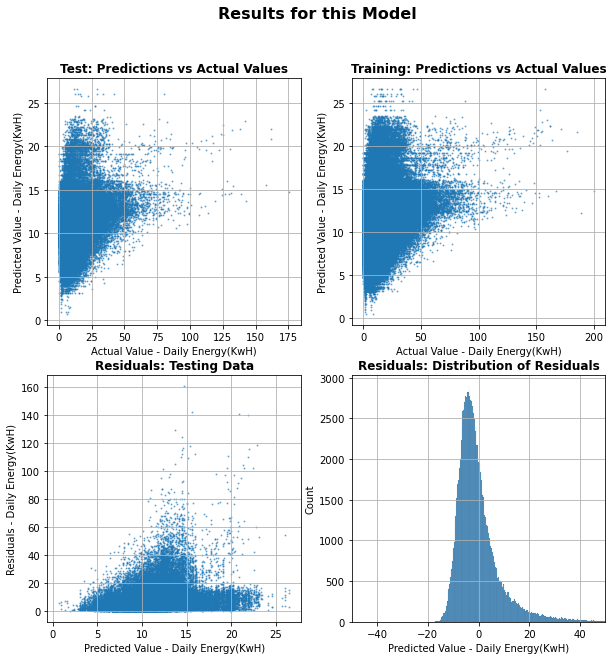 Results for this Model
Test: Predictions vs Actual Values
Predicted Value - Daily Energy(KwH)
25
20
15
10
5
0
0 25 50 75 100 125 150 175
Actual Value - Daily Energy(KwH)
Training: Predictions vs Actual Values
Predicted Value - Daily Energy(KwH)
25
20
15
10
5
0
0 50 100 150 200
Actual Value - Daily Energy(KwH)
Residuals: Testing Data
Residuals - Daily Energy(KwH)
160
140
120
100
80
60
40
20
0
0 5 10 15 20 25
Predicted Value - Daily Energy(KwH)
Residuals: Distribution of Residuals
Count
3000
2500
2000
1500
1000
500
0
−40 −20 0 20 40
Predicted Value - Daily Energy(KwH)